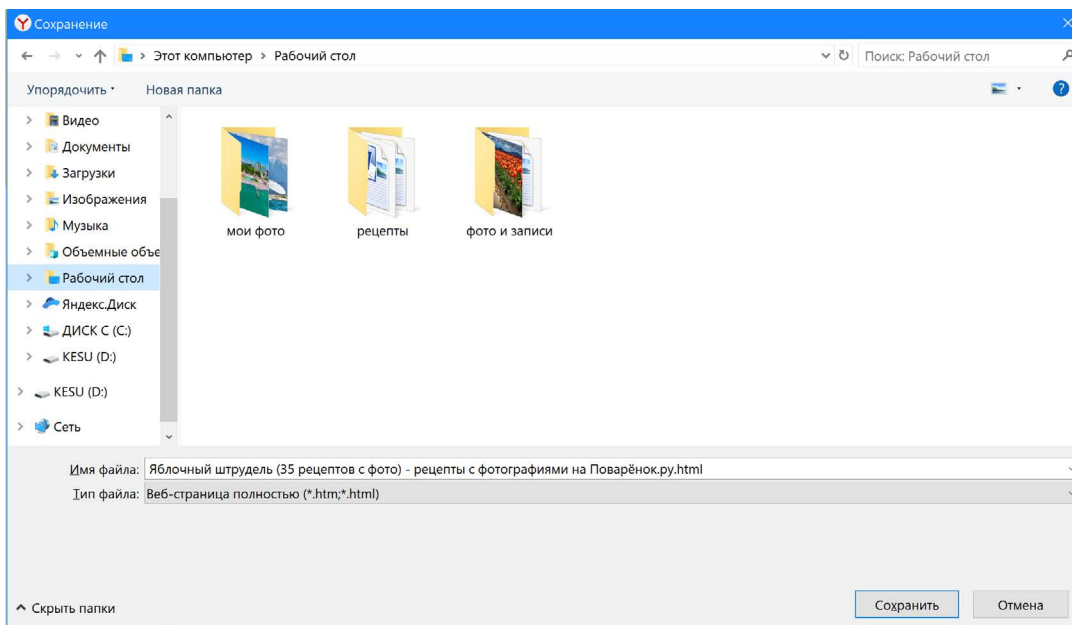 Сохранение
Этот компьютер > Рабочий стол
Поиск: Рабочий стол
Упорядочить
Новая папка
Видео
Документы
Загрузки
Изображения
Музыка
Объемные объе
Рабочий стол
Яндекс.Диск
ДИСК C (C:)
KESU (D:)
KESU (D:)
Сеть
мои фото
рецепты
фото и записи
Имя файла: Яблочный штрудель (35 рецептов с фото) - рецепты с фотографиями на Поварёнок.ру.html
Тип файла: Веб-страница полностью (*.htm;*.html)
Скрыть папки
Сохранить
Отмена